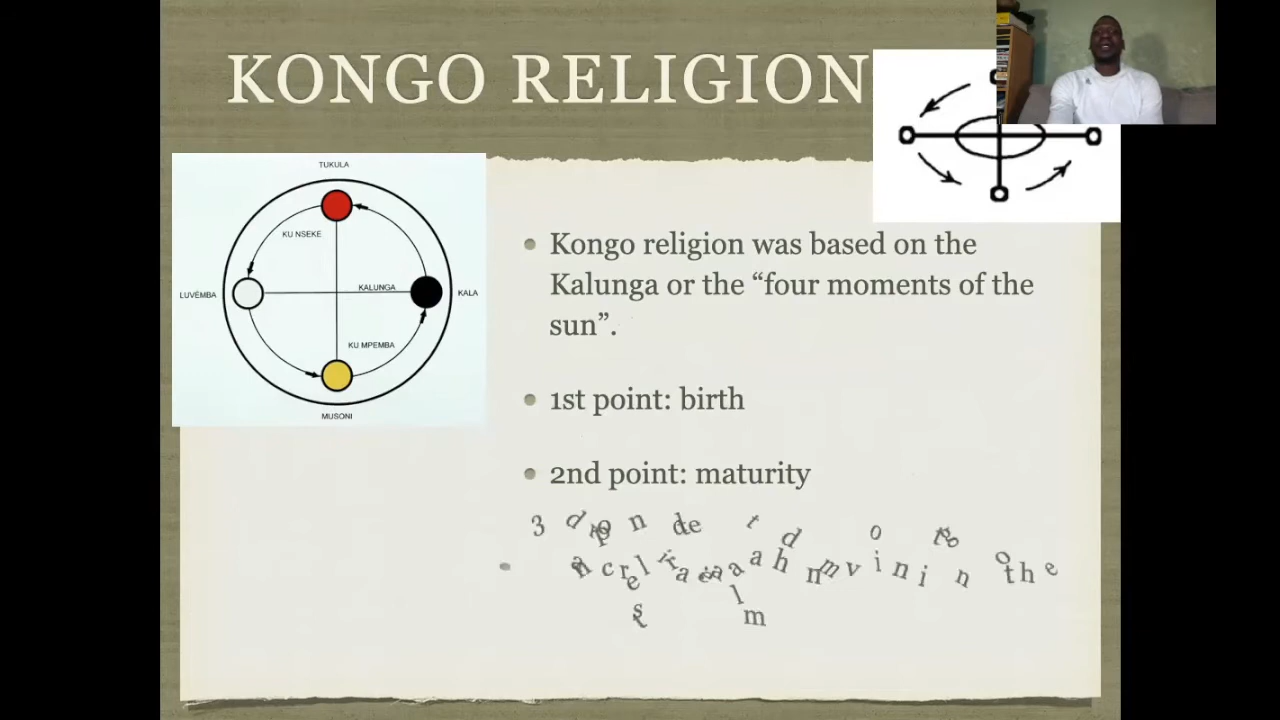 KONGO RELIGION
TUKULA
KU NSEKE
LUVÈMBA
KALUNGA
KALA
KU MPEMBA
MUSONI
Kongo religion was based on the
Kalunga or the “four moments of the
sun”.
1st point: birth
2nd point: maturity